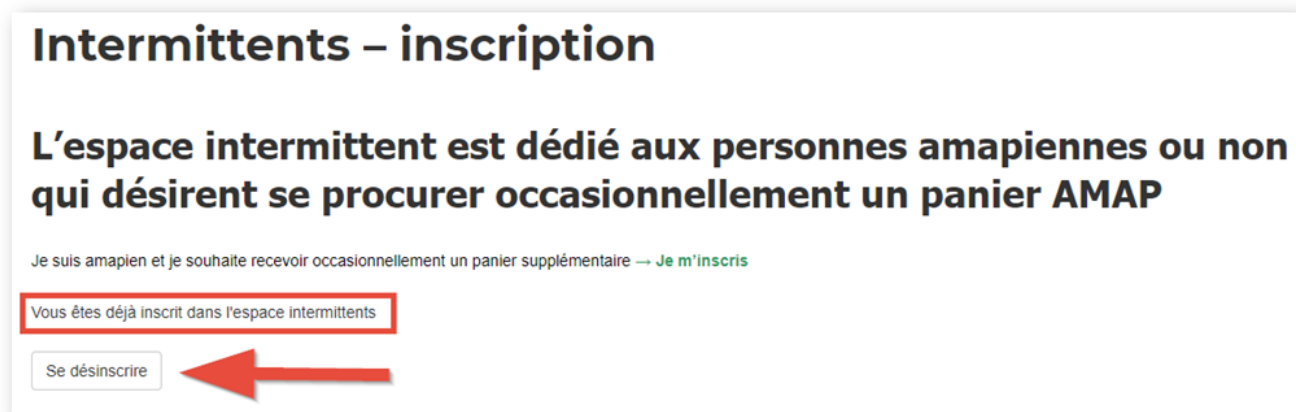 Intermittents – inscription
L’espace intermittent est dédié aux personnes amapiennes ou non
qui désirent se procurer occasionnellement un panier AMAP
Je suis amapien et je souhaite recevoir occasionnellement un panier supplémentaire → Je m’inscris
Vous êtes déjà inscrit dans l'espace intermittents
Se désinscrire